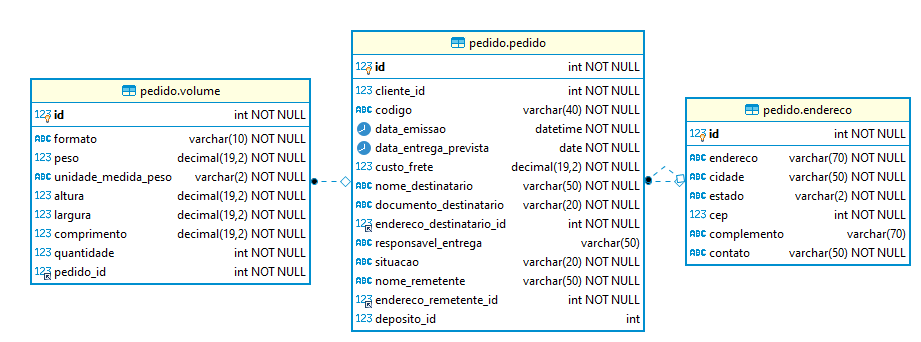 pedido.volume
123 id int NOT NULL
ABC formato varchar(10) NOT NULL
123 peso decimal(19,2) NOT NULL
ABC unidade_medida_peso varchar(2) NOT NULL
123 altura decimal(19,2) NOT NULL
123 largura decimal(19,2) NOT NULL
123 comprimento decimal(19,2) NOT NULL
123 quantidade int NOT NULL
123 pedido_id int NOT NULL
pedido.pedido
123 id int NOT NULL
123 cliente_id int NOT NULL
ABC codigo varchar(40) NOT NULL
data_emissao datetime NOT NULL
data_entrega_prevista date NOT NULL
123 custo_frete decimal(19,2) NOT NULL
ABC nome_destinatario varchar(50) NOT NULL
ABC documento_destinatario varchar(20) NOT NULL
123 endereco_destinatario_id int NOT NULL
ABC responsavel_entrega varchar(50)
ABC situacao varchar(20) NOT NULL
ABC nome_remetente varchar(50) NOT NULL
123 endereco_remetente_id int NOT NULL
123 deposito_id int
pedido.endereco
123 id int NOT NULL
ABC endereco varchar(70) NOT NULL
ABC cidade varchar(50) NOT NULL
ABC estado varchar(2) NOT NULL
123 cep int NOT NULL
ABC complemento varchar(70)
ABC contato varchar(50) NOT NULL